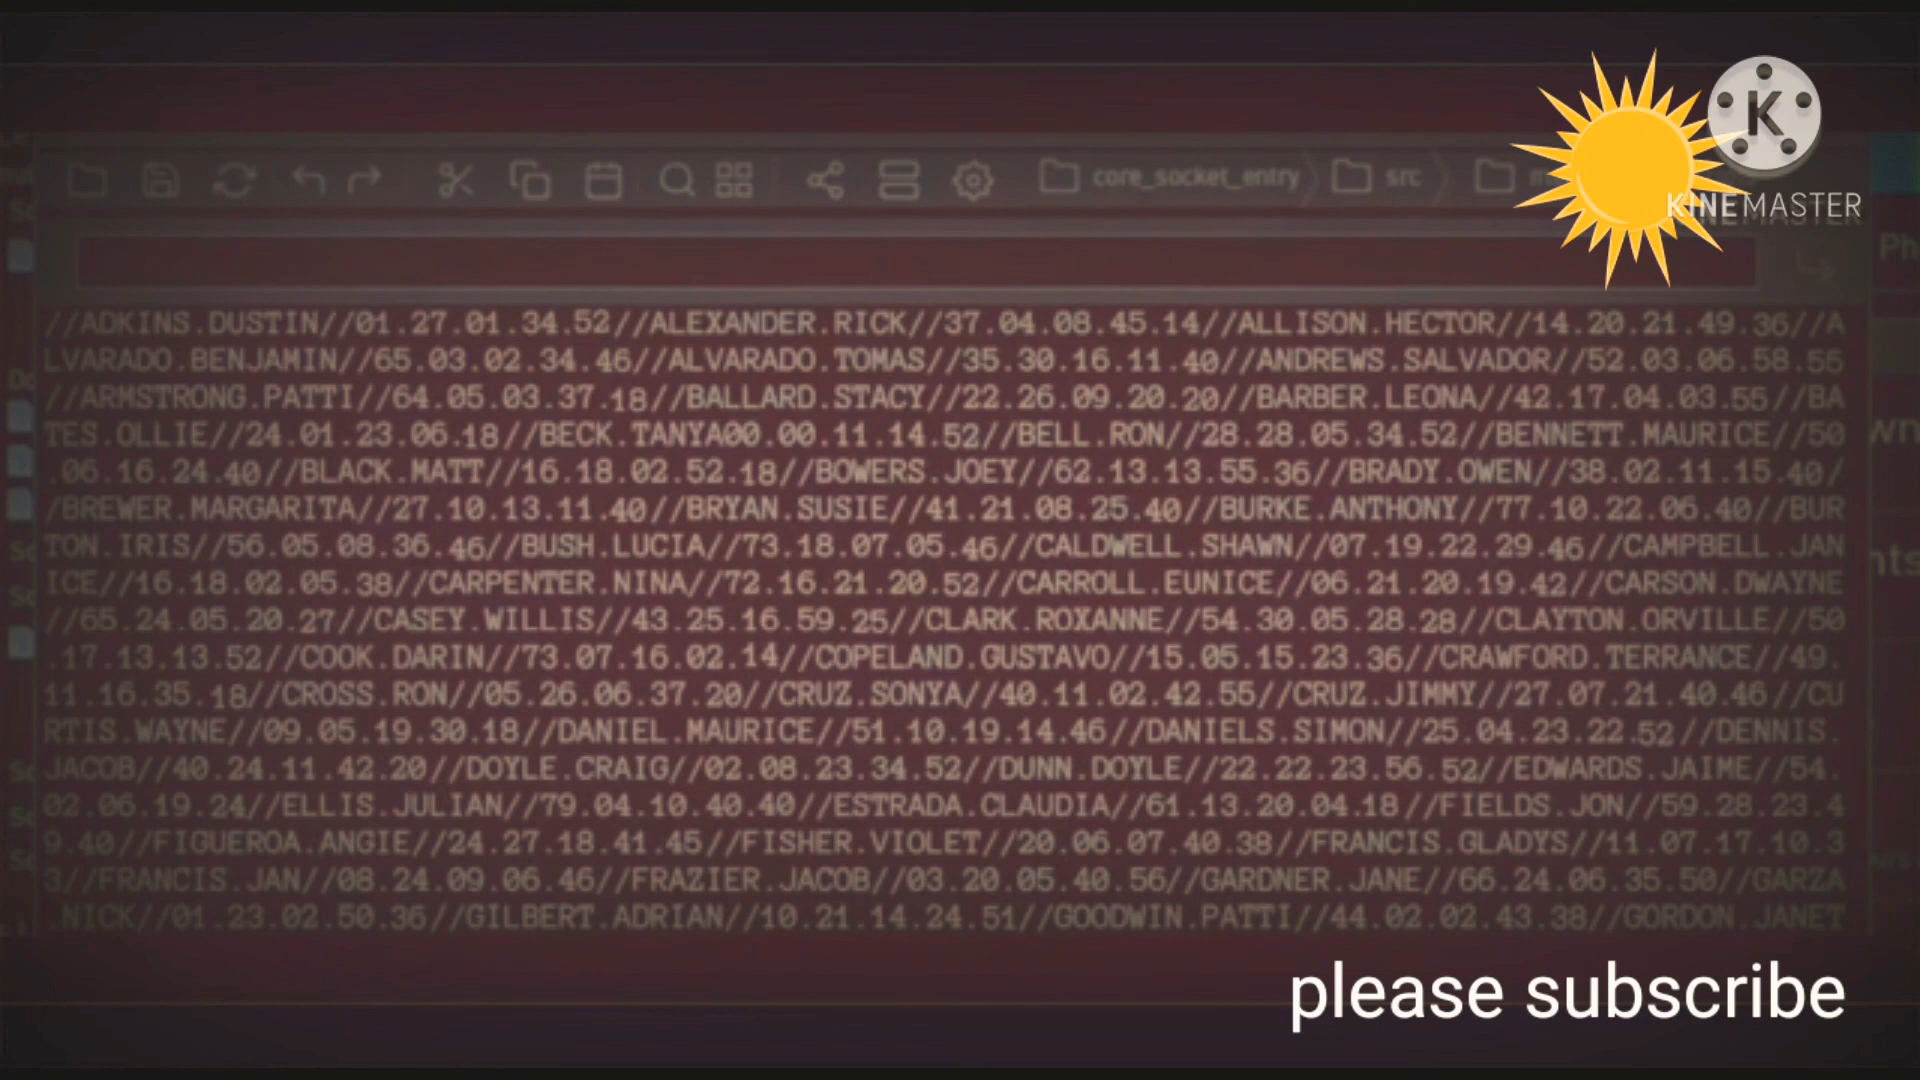 KINEMASTER
core_socket_entry
src
//ADKINS.DUSTIN//01.27.01.34.52//ALEXANDER.RICK//37.04.08.45.14//ALLISON.HECTOR//14.20.21.49.36//A
LVARADO.BENJAMIN//65.03.02.34.46//ALVARADO.TOMAS//35.30.16.11.40//ANDREWS.SALVADOR//52.03.06.58.55
//ARMSTRONG.PATTI//64.05.03.37.18//BALLARD.STACY//22.26.09.20.20//BARBER.LEONA//42.17.04.03.55//BA
TES.OLLIE//24.01.23.06.18//BECK.TANYA00.00.11.14.52//BELL.RON//28.28.05.34.52//BENNETT.MAURICE//50
.06.16.24.40//BLACK.MATT//16.18.02.52.18//BOWERS.JOEY//62.13.13.55.36//BRADY.OWEN//38.02.11.15.40/
/BREWER.MARGARITA//27.10.13.11.40//BRYAN.SUSIE//41.21.08.25.40//BURKE.ANTHONY//77.10.22.06.40//BUR
TON.IRIS//56.05.08.36.46//BUSH.LUCIA//73.18.07.05.46//CALDWELL.SHAWN//07.19.22.29.46//CAMPBELL.JAN
ICE//16.18.02.05.38//CARPENTER.NINA//72.16.21.20.52//CARROLL.EUNICE//06.21.20.19.42//CARSON.DWAYNE
//65.24.05.20.27//CASEY.WILLIS//43.25.16.59.25//CLARK.ROXANNE//54.30.05.28.28//CLAYTON.ORVILLE//50
.17.13.13.52//COOK.DARIN//73.07.16.02.14//COPELAND.GUSTAVO//15.05.15.23.36//CRAWFORD.TERRANCE//49.
11.16.35.18//CROSS.RON//05.26.06.37.20//CRUZ.SONYA//40.11.02.42.55//CRUZ.JIMMY//27.07.21.40.46//CU
RTIS.WAYNE//09.05.19.30.18//DANIEL.MAURICE//51.10.19.14.46//DANIELS.SIMON//25.04.23.22.52//DENNIS.
JACOB//40.24.11.42.20//DOYLE.CRAIG//02.08.23.34.52//DUNN.DOYLE//22.22.23.56.52//EDWARDS.JAIME//54.
02.06.19.24//ELLIS.JULIAN//79.04.10.40.40//ESTRADA.CLAUDIA//61.13.20.04.18//FIELDS.JON//59.28.23.4
9.40//FIGUEROA.ANGIE//24.27.18.41.45//FISHER.VIOLET//20.06.07.40.38//FRANCIS.GLADYS//11.07.17.10.3
3//FRANCIS.JAN//08.24.09.06.46//FRAZIER.JACOB//03.20.05.40.56//GARDNER.JANE//66.24.06.35.50//GARZA
.NICK//01.23.02.50.36//GILBERT.ADRIAN//10.21.14.24.51//GOODWIN.PATTI//44.02.02.43.38//GORDON.JANET
please subscribe